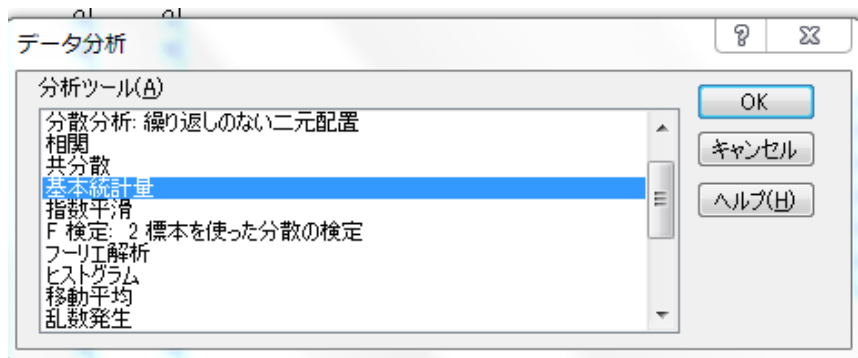 データ分析
分析ツール(A)
分散分析: 繰り返しのない二元配置
相関
共分散
基本統計量
指数平滑
F 検定: 2 標本を使った分散の検定
フーリエ解析
ヒストグラム
移動平均
乱数発生
OK
キャンセル
ヘルプ(H)